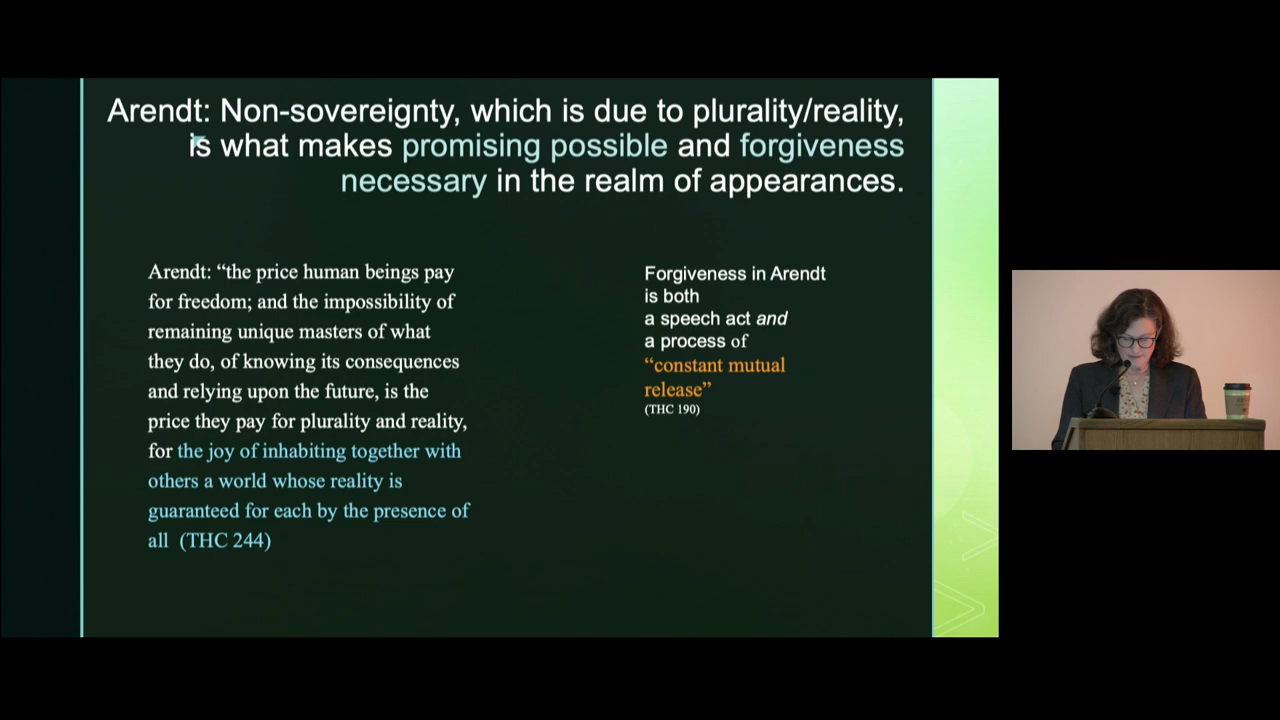 Arendt: Non-sovereignty, which is due to plurality/reality,
is what makes promising possible and forgiveness
necessary in the realm of appearances.
Arendt: “the price human beings pay
for freedom; and the impossibility of
remaining unique masters of what
they do, of knowing its consequences
and relying upon the future, is the
price they pay for plurality and reality,
for the joy of inhabiting together with
others a world whose reality is
guaranteed for each by the presence of
all (THC 244)
Forgiveness in Arendt
is both
a speech act and
a process of
“constant mutual
release”
(THC 190)